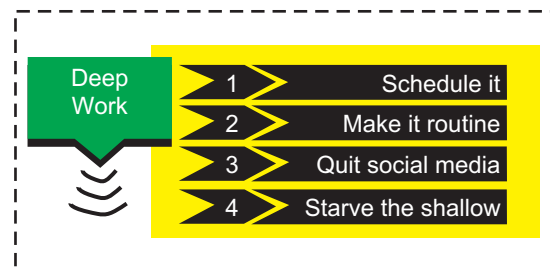 Deep
Work
1 Schedule it
2 Make it routine
3 Quit social media
4 Starve the shallow